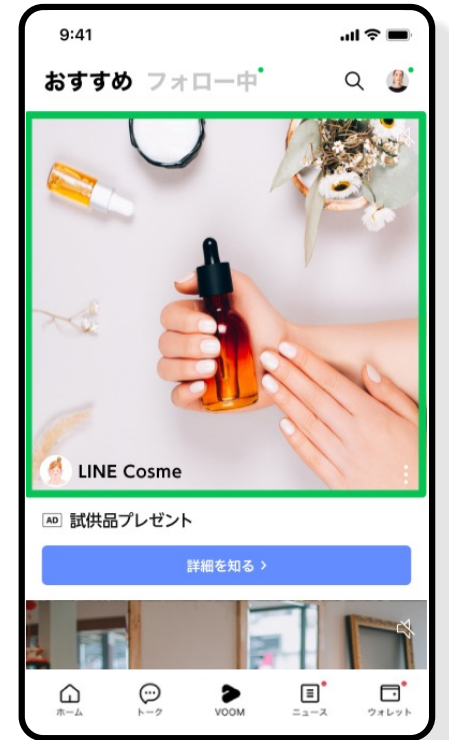 9:41
おすすめ フォロー中
LINE Cosme
AD 試供品プレゼント
詳細を知る >
ホーム トーク VOOM ニュース ウォレット